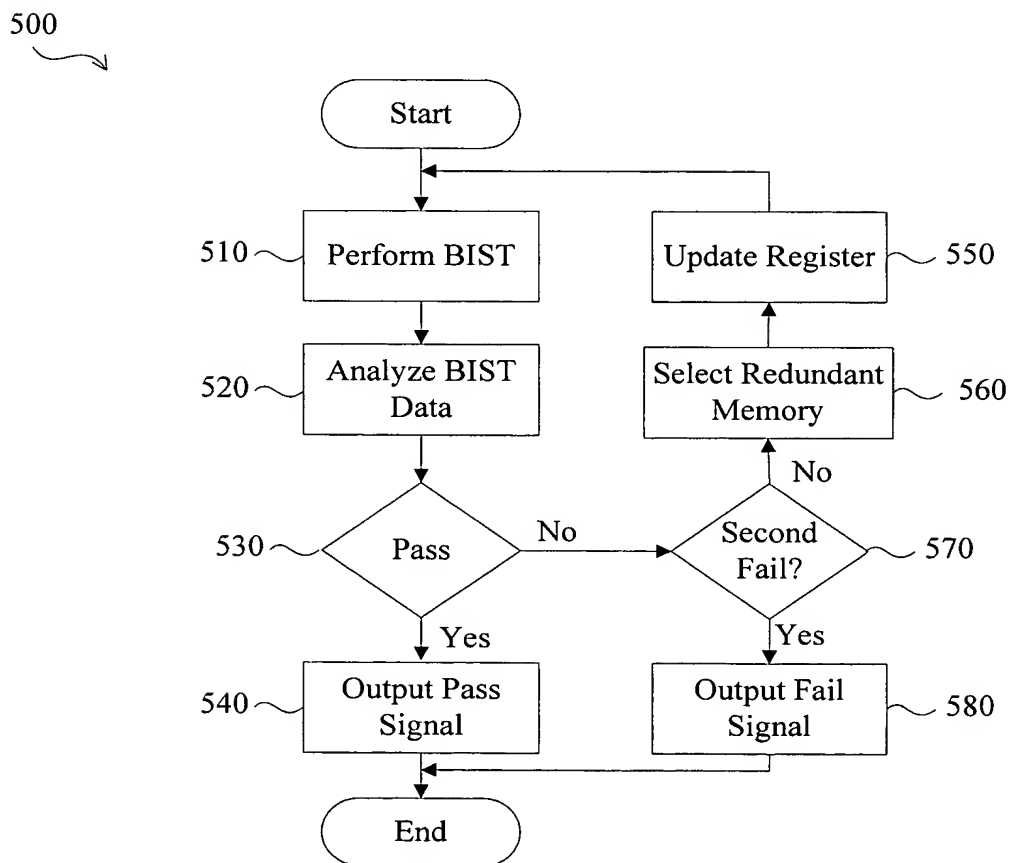 500
Start
510
Perform BIST
Update Register
550
520
Analyze BIST
Data
Select Redundant
Memory
560
No
530
Pass
No
Second
Fail?
570
Yes
Yes
540
Output Pass
Signal
Output Fail
Signal
580
End